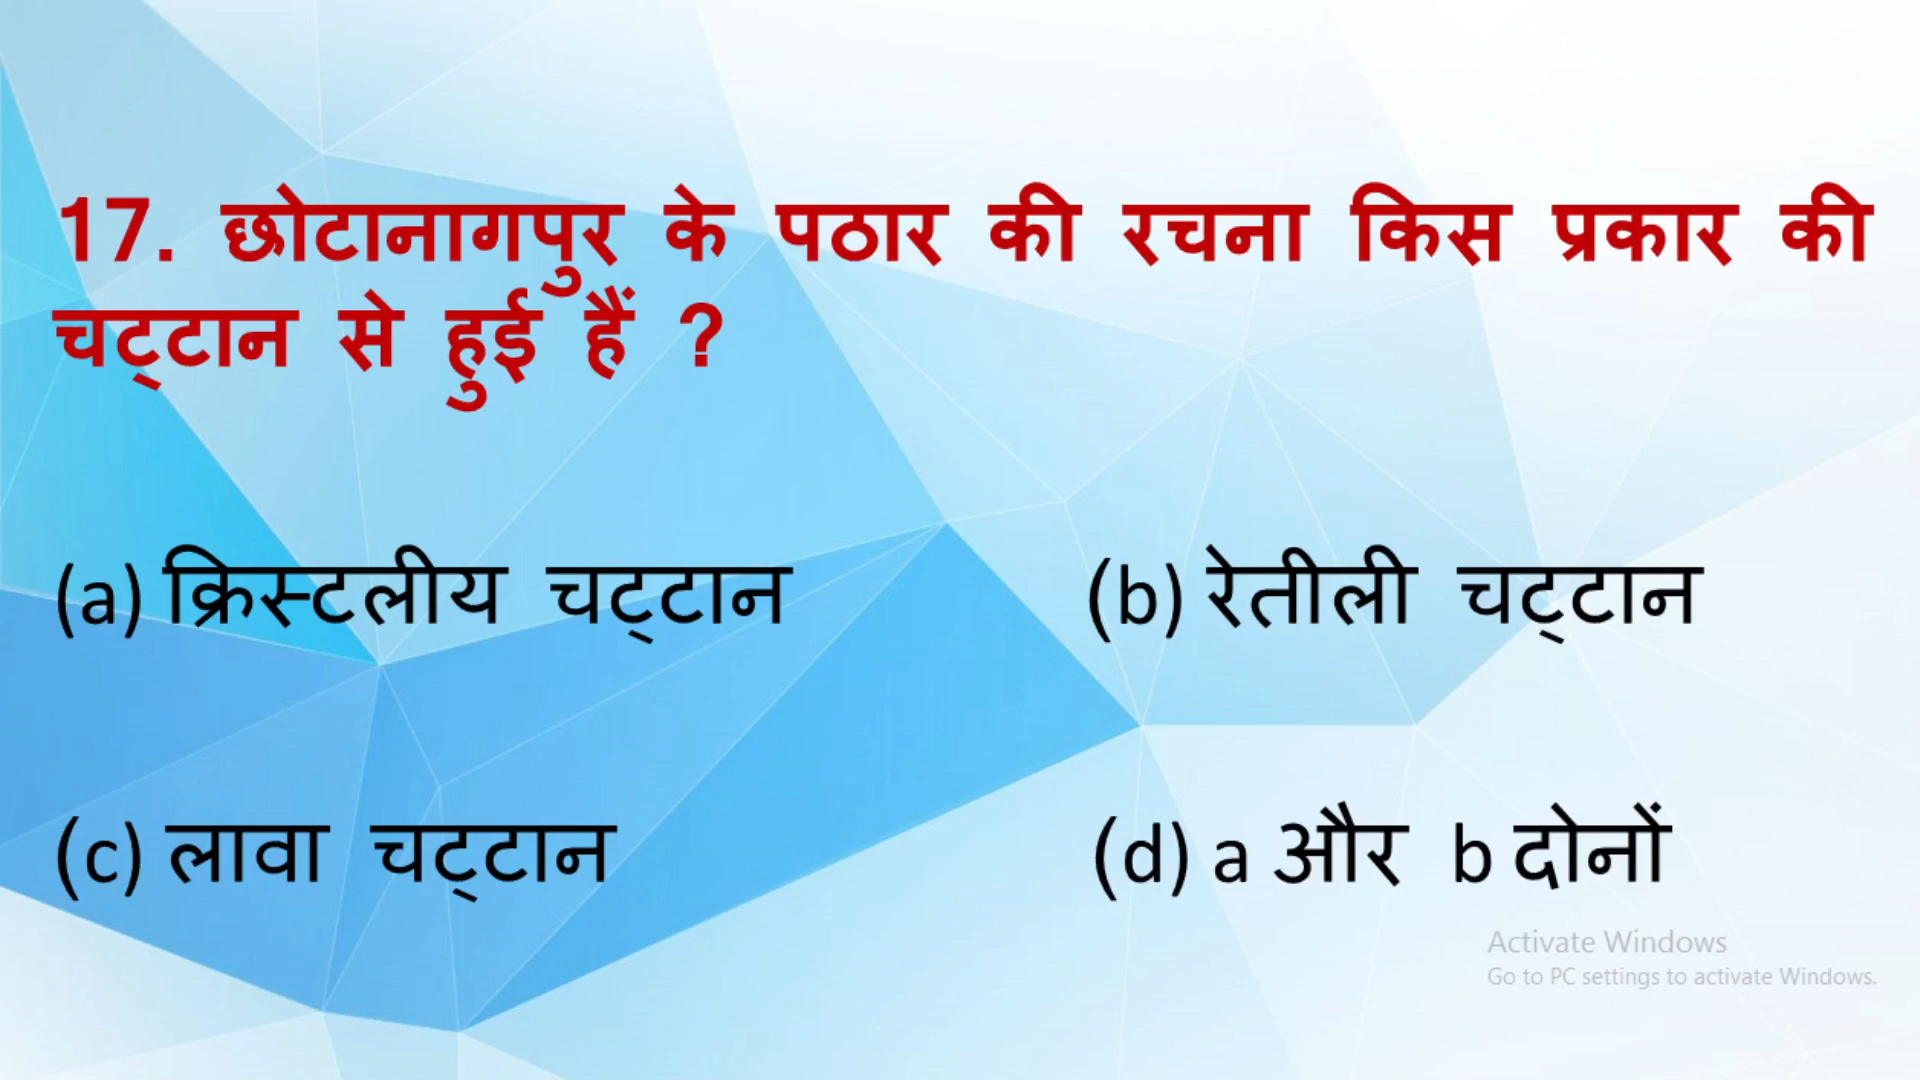 17. छोटानागपुर के पठार की रचना किस प्रकार की
चट्टान से हुई हैं ?
(a) क्रिस्टलीय चट्टान (b) रेतीली चट्टान
(c) लावा चट्टान (d) a और b दोनों
Activate Windows
Go to PC settings to activate Windows.